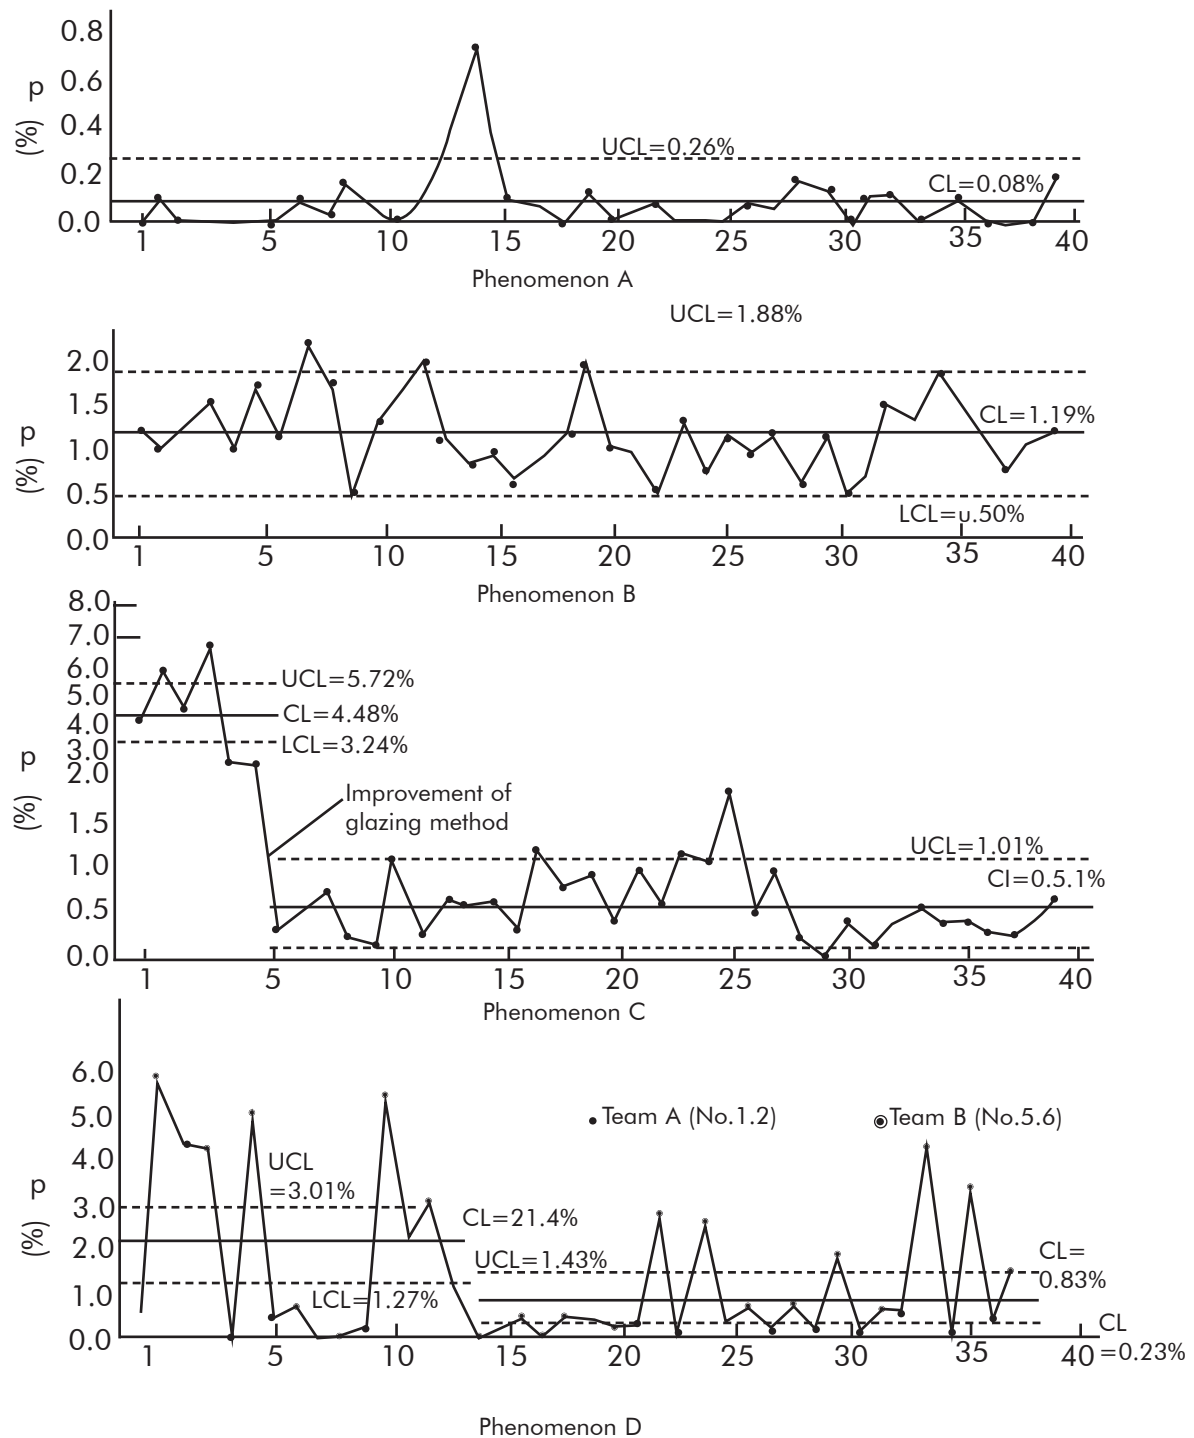 0.8
0.6
p
0.4
(%)
UCL=0.26%
0.2
CL=0.08%
0.0
1 5 10 15 20 25 30 35 40
Phenomenon A
UCL=1.88%
2.0
1.5
CL=1.19%
p
1.0
(%)
0.5
LCL=u.50%
0.0
1 5 10 15 20 25 30 35 40
Phenomenon B
8.0
7.0
6.0
UCL=5.72%
5.0
CL=4.48%
4.0
LCL=3.24%
3.0
p
2.0
Improvement of
(%)
1.5
glazing method
UCL=1.01%
1.0
CI=0.5.1%
0.5
0.0
1 5 10 15 20 25 30 35 40
Phenomenon C
6.0
5.0
Team A (No.1.2) Team B (No.5.6)
4.0
UCL
p
=3.01%
3.0
CL=21.4%
(%)
2.0
UCL=1.43%
CL=
0.83%
1.0
LCL=1.27%
CL
0.0
=0.23%
1 5 10 15 20 25 30 35 40
Phenomenon D